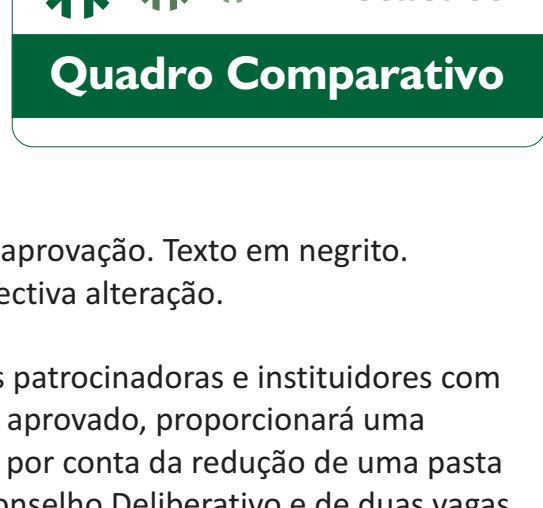 Quadro Comparativo
aprovação. Texto em negrito.
ectiva alteração.
s patrocinadoras e instituidores com
aprovado, proporcionará uma
por conta da redução de uma pasta
onselho Deliberativo e de duas vagas